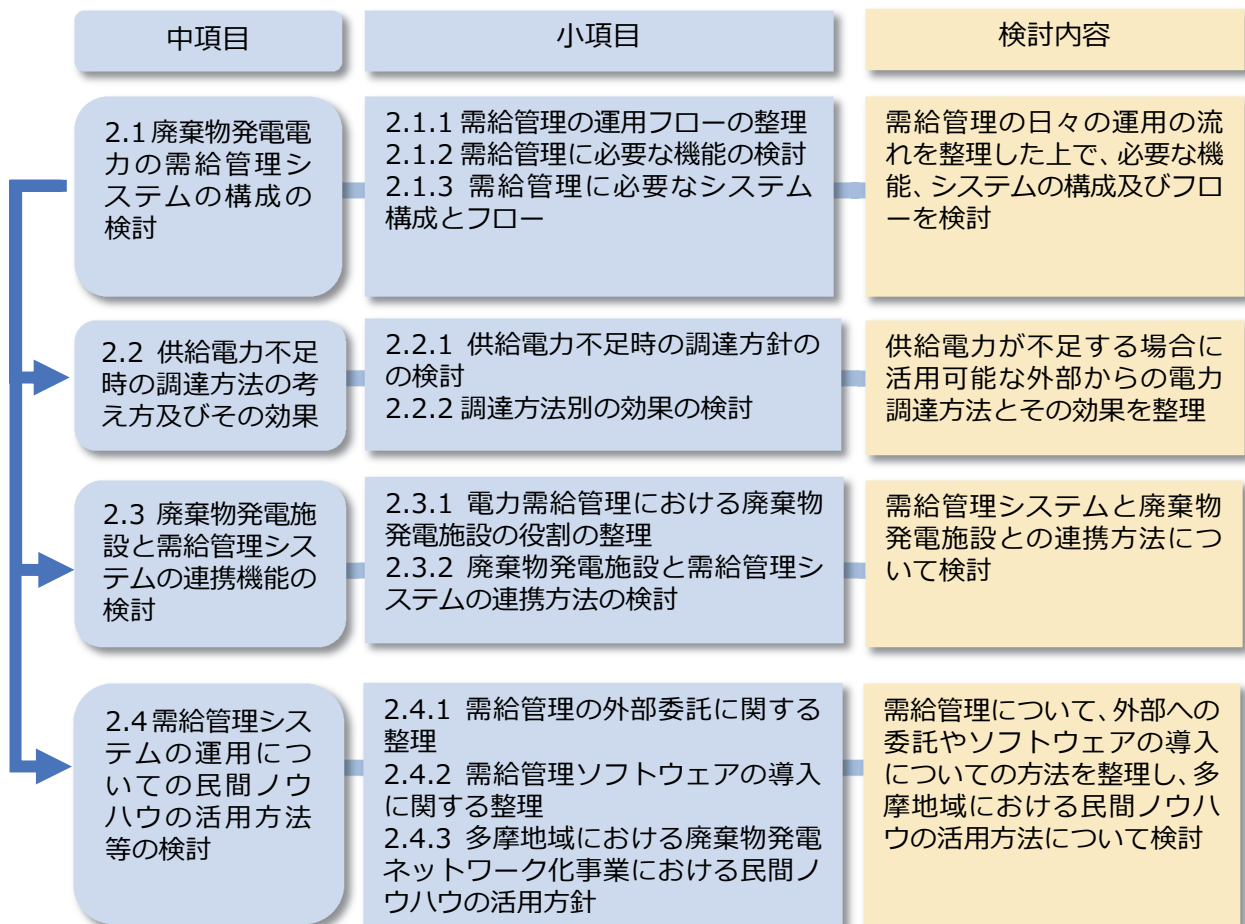 中項目
小項目
検討内容
2.1廃棄物発電電
力の需給管理シ
ステムの構成の
検討
2.1.1需給管理の運用フローの整理
2.1.2需給管理に必要な機能の検討
2.1.3 需給管理に必要なシステム
構成とフロー
需給管理の日々の運用の流
れを整理した上で、必要な機
能、システムの構成及びフロ
ーを検討
2.2 供給電力不足
時の調達方法の考
え方及びその効果
2.2.1 供給電力不足時の調達方針の
の検討
2.2.2調達方法別の効果の検討
供給電力が不足する場合に
活用可能な外部からの電力
調達方法とその効果を整理
2.3 廃棄物発電施
設と需給管理シス
テムの連携機能の
検討
2.3.1 電力需給管理における廃棄物
発電施設の役割の整理
2.3.2 廃棄物発電施設と需給管理シ
ステムの連携方法の検討
需給管理システムと廃棄物
発電施設との連携方法につ
いて検討
2.4需給管理シス
テムの運用につ
いての民間ノウ
ハウの活用方法
等の検討
2.4.1 需給管理の外部委託に関する
整理
2.4.2 需給管理ソフトウェアの導入
に関する整理
2.4.3 多摩地域における廃棄物発電
ネットワーク化事業における民間ノ
ウハウの活用方針
需給管理について、外部への
委託やソフトウェアの導入
についての方法を整理し、多
摩地域における民間ノウハ
ウの活用方法について検討